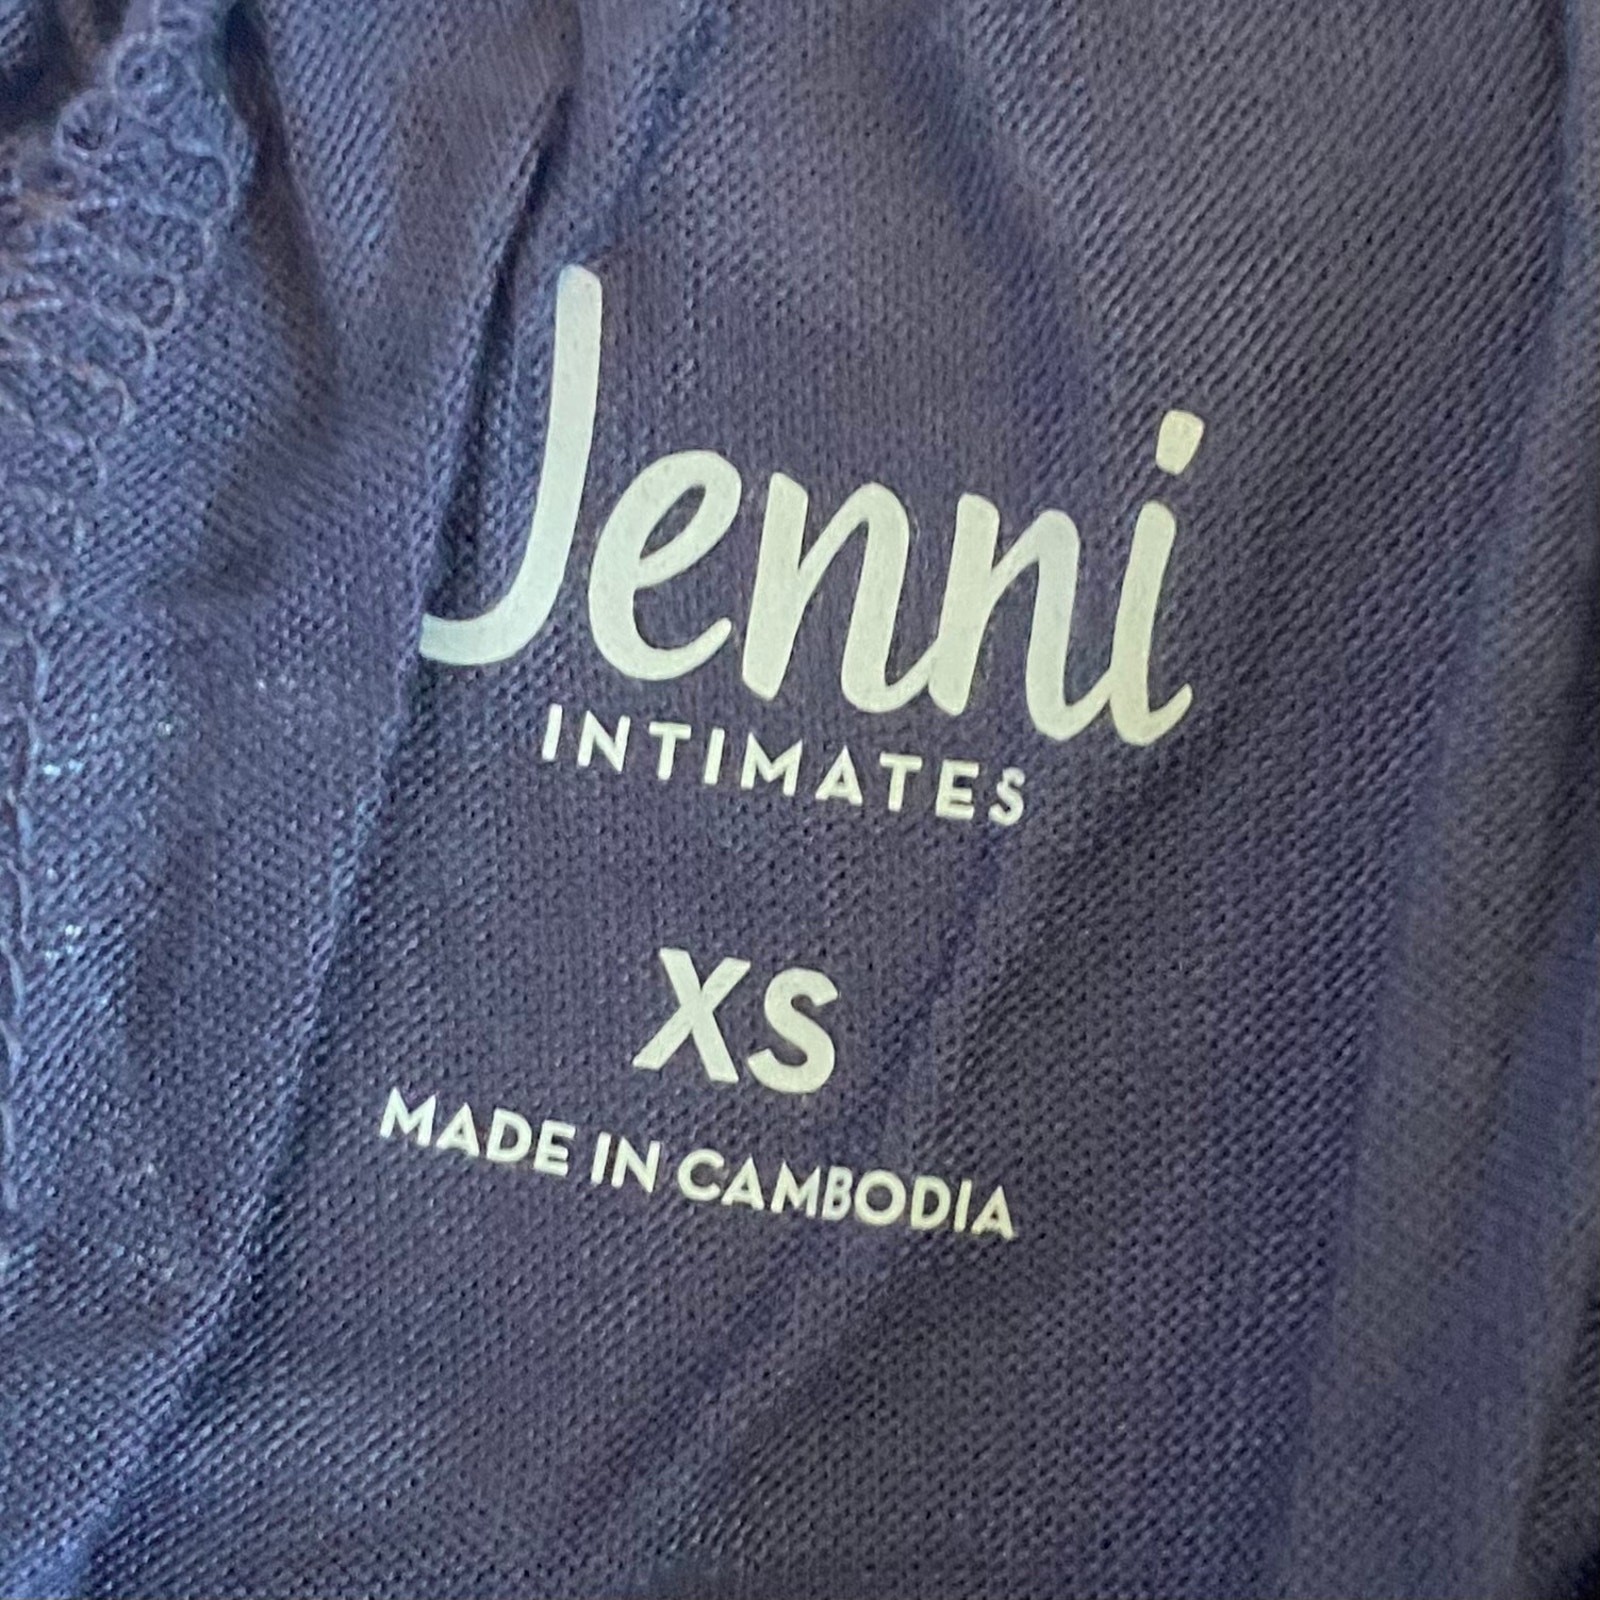 Jenni
INTIMATES
XS
MADE IN CAMBODIA